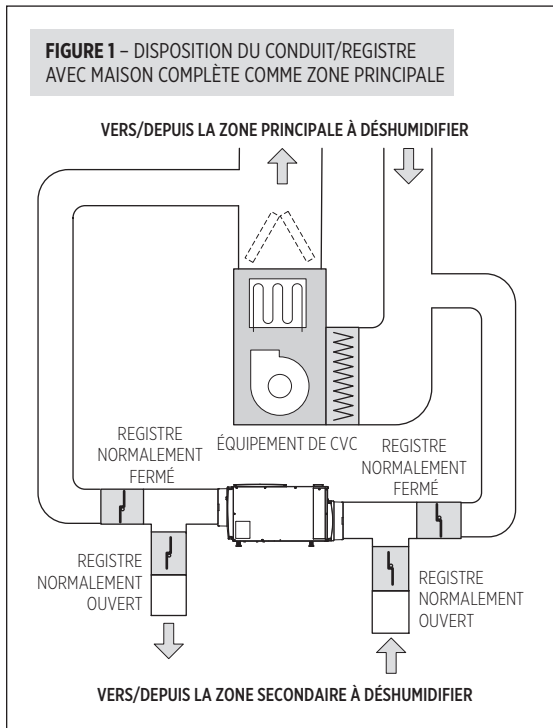 FIGURE 1 – DISPOSITION DU CONDUIT/REGISTRE
AVEC MAISON COMPLÈTE COMME ZONE PRINCIPALE
VERS/DEPUIS LA ZONE PRINCIPALE À DÉSHUMIDIFIER
REGISTRE
NORMALEMENT
FERMÉ
ÉQUIPEMENT DE CVC
REGISTRE
NORMALEMENT
FERMÉ
REGISTRE
NORMALEMENT
OUVERT
REGISTRE
NORMALEMENT
OUVERT
VERS/DEPUIS LA ZONE SECONDAIRE À DÉSHUMIDIFIER